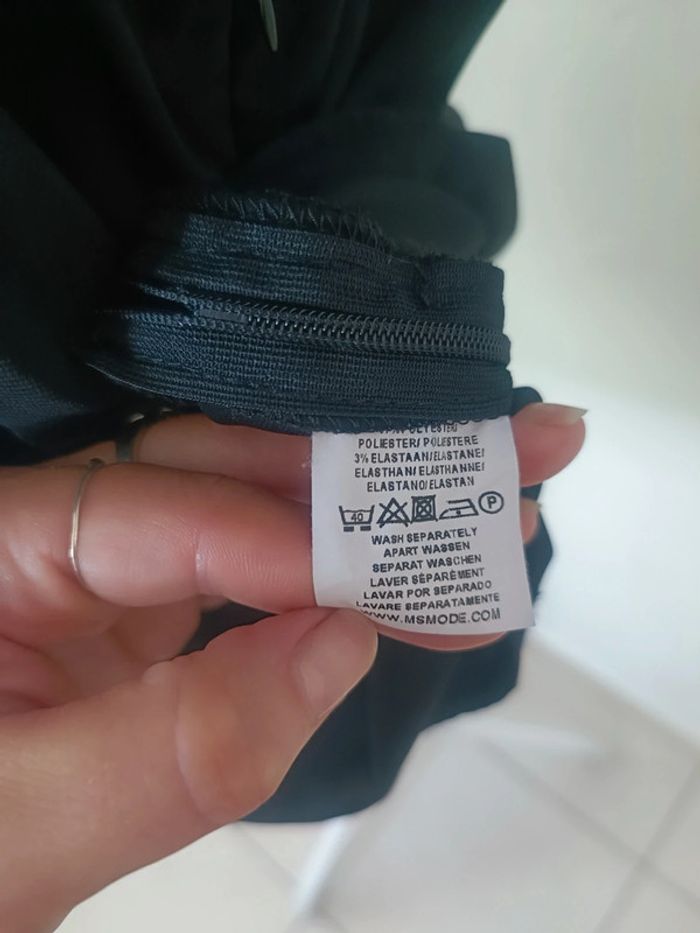 POLIESTER/ POLIESTERE
3% ELASTAAN/ELASTANE/
ELASTHAN/ ELASTHANNE/
ELASTANO/ELASTAN
40 P
WASH SEPARATELY
APART WASSEN
SEPARAT WASCHEN
LAVER SÉPARÉMENT
LAVAR POR SEPARADO
LAVARE SEPARATAMENTE
WWW.MSMODE.COM